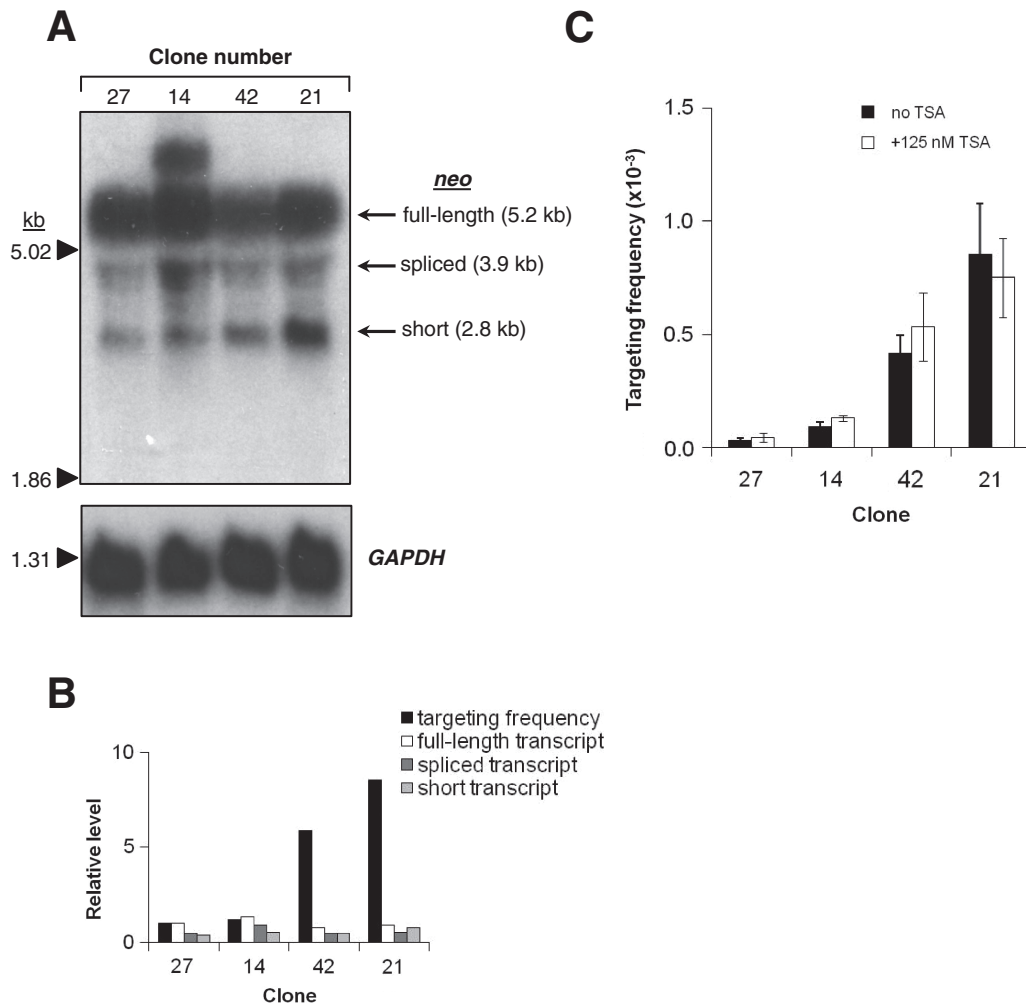 A
Clone number
27 14 42 21
kb
5.02
1.86
1.31
neo
full-length (5.2 kb)
spliced (3.9 kb)
short (2.8 kb)
GAPDH
B
targeting frequency
full-length transcript
spliced transcript
short transcript
Relative level
10
5
0
27 14 42 21
Clone
C
no TSA
+125 nM TSA
Targeting frequency (x10⁻³)
1.5
1.0
0.5
0.0
27 14 42 21
Clone